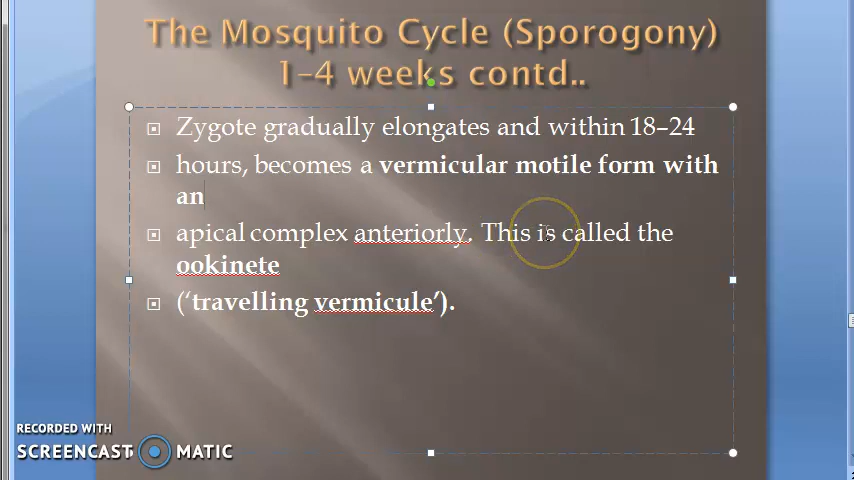 The Mosquito Cycle (Sporogony)
1–4 weeks contd..
Zygote gradually elongates and within 18–24
hours, becomes a vermicular motile form with
an
apical complex anteriorly. This is called the
ookinete
(‘travelling vermicule’).
RECORDED WITH
SCREENCAST MATIC